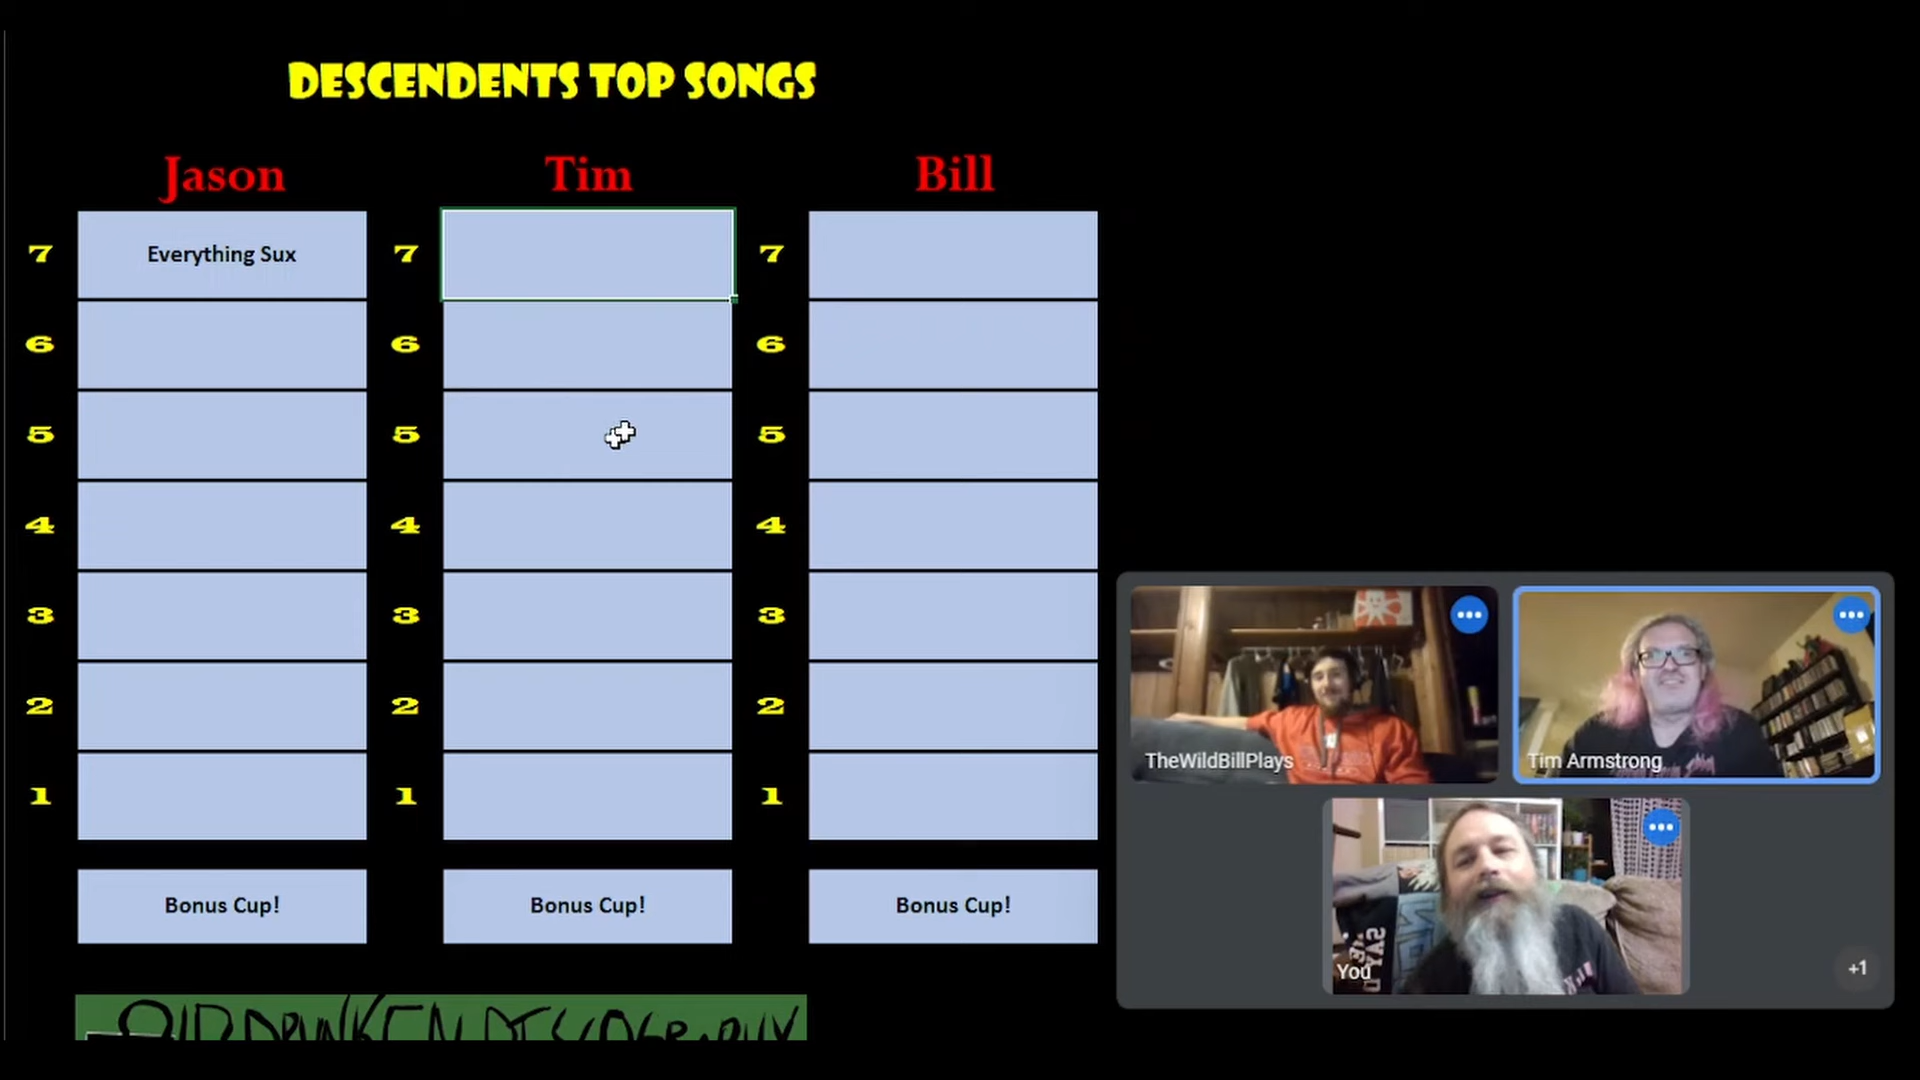 DESCENDENTS TOP SONGS
Jason Tim Bill
7 Everything Sux 7 7
6 6 6
5 5 5
4 4 4
3 3 3
2 2 2
1 1 1
Bonus Cup! Bonus Cup! Bonus Cup!
TheWildBillPlays
Tim Armstrong
You
+1